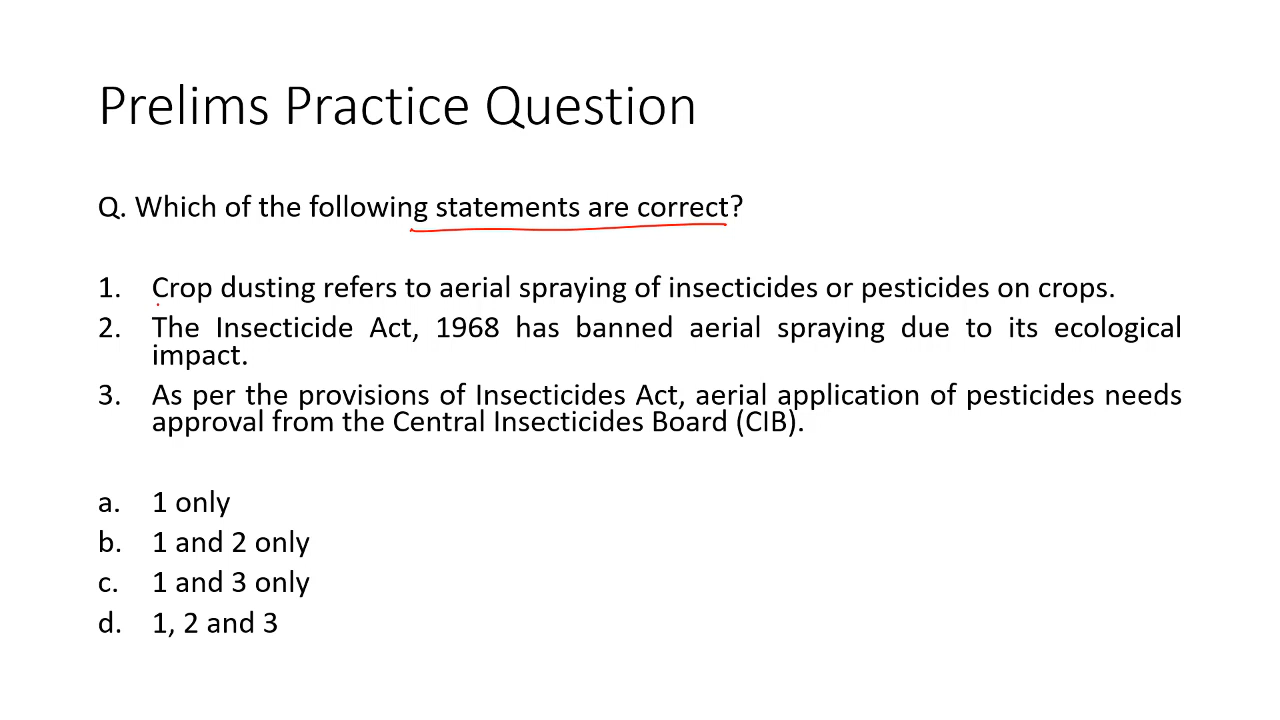 Prelims Practice Question
Q. Which of the following statements are correct?
1. Crop dusting refers to aerial spraying of insecticides or pesticides on crops.
2. The Insecticide Act, 1968 has banned aerial spraying due to its ecological
impact.
3. As per the provisions of Insecticides Act, aerial application of pesticides needs
approval from the Central Insecticides Board (CIB).
a. 1 only
b. 1 and 2 only
c. 1 and 3 only
d. 1, 2 and 3